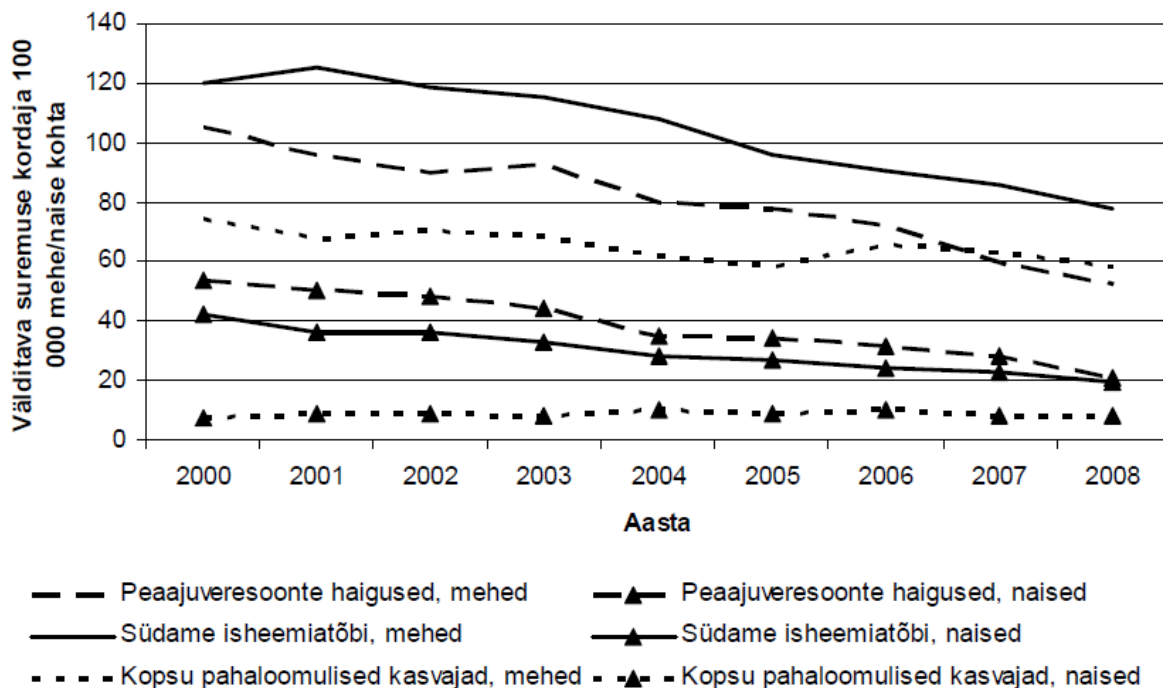 Välditava suremuse kordaja 100
000 mehe/naise kohta
140
120
100
80
60
40
20
0
2000 2001 2002 2003 2004 2005 2006 2007 2008
Aasta
Peaajuveresoonte haigused, mehed Peaajuveresoonte haigused, naised
Südame isheemiatõbi, mehed Südame isheemiatõbi, naised
Kopsu pahaloomulised kasvajad, mehed Kopsu pahaloomulised kasvajad, naised